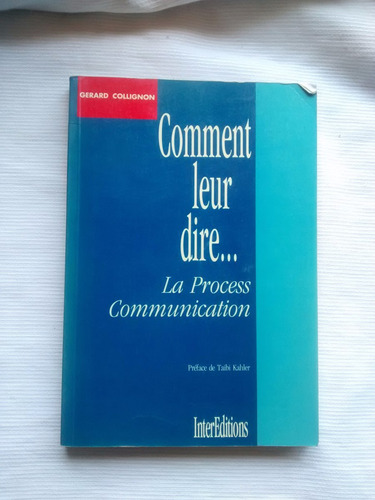 GERARD COLLIGNON
Comment
leur
dire...
La Process
Communication
Préface de Taibi Kahler
InterEditions